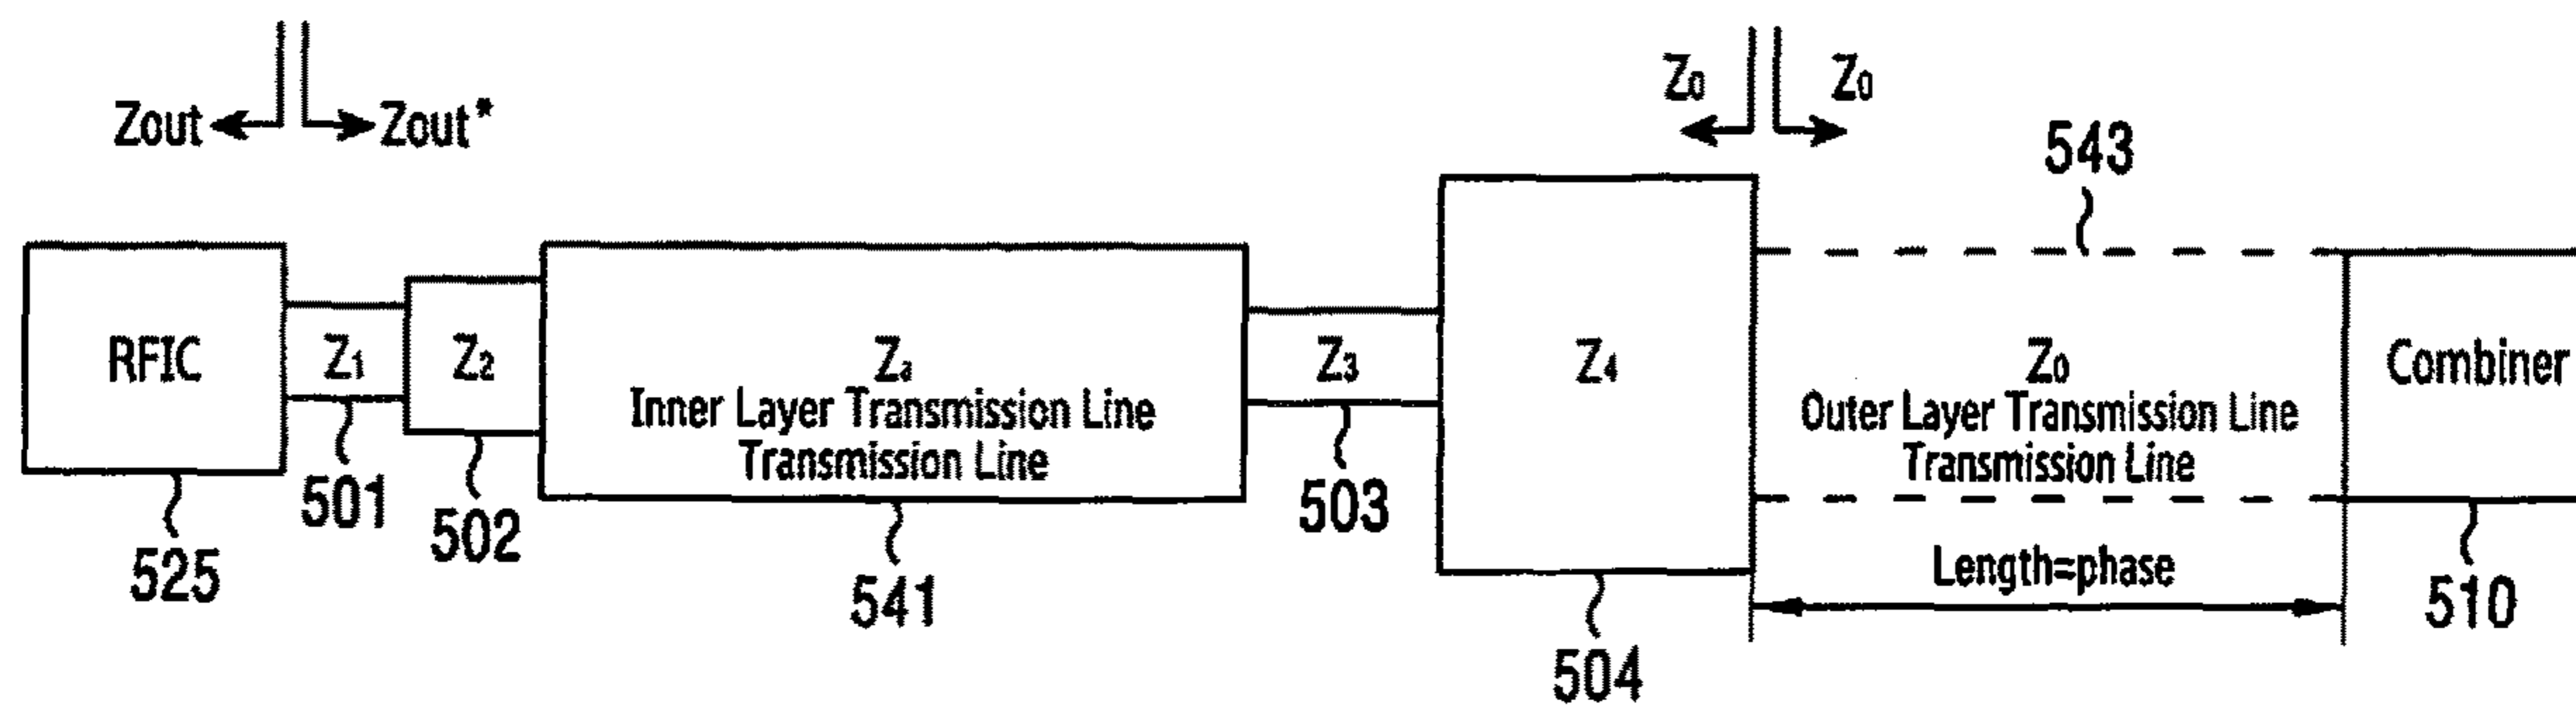 Zout
Zout*
Z0
Z0
543
RFIC
Z1
Z2
Za
Inner Layer Transmission Line
Transmission Line
Z3
Z4
Z0
Outer Layer Transmission Line
Transmission Line
Combiner
501
502
503
525
541
Length=phase
504
510